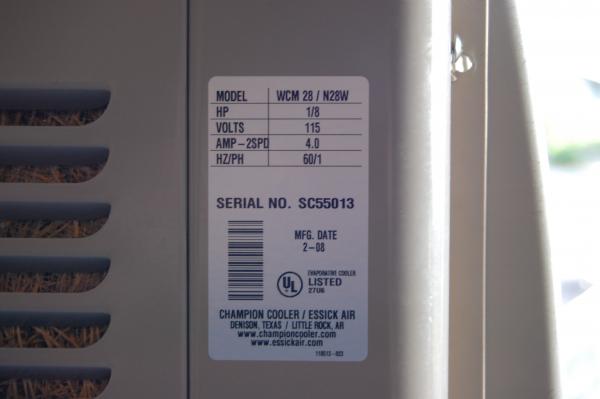 MODEL WCM 28 / N28W
HP 1/8
VOLTS 115
AMP-2SPD 4.0
HZ/PH 60/1
SERIAL NO. SC55013
MFG. DATE
2-08
UL
EVAPORATIVE COOLER
LISTED
27U6
CHAMPION COOLER / ESSICK AIR
DENISON, TEXAS / LITTLE ROCK, AR
www.championcooler.com
www.essickair.com